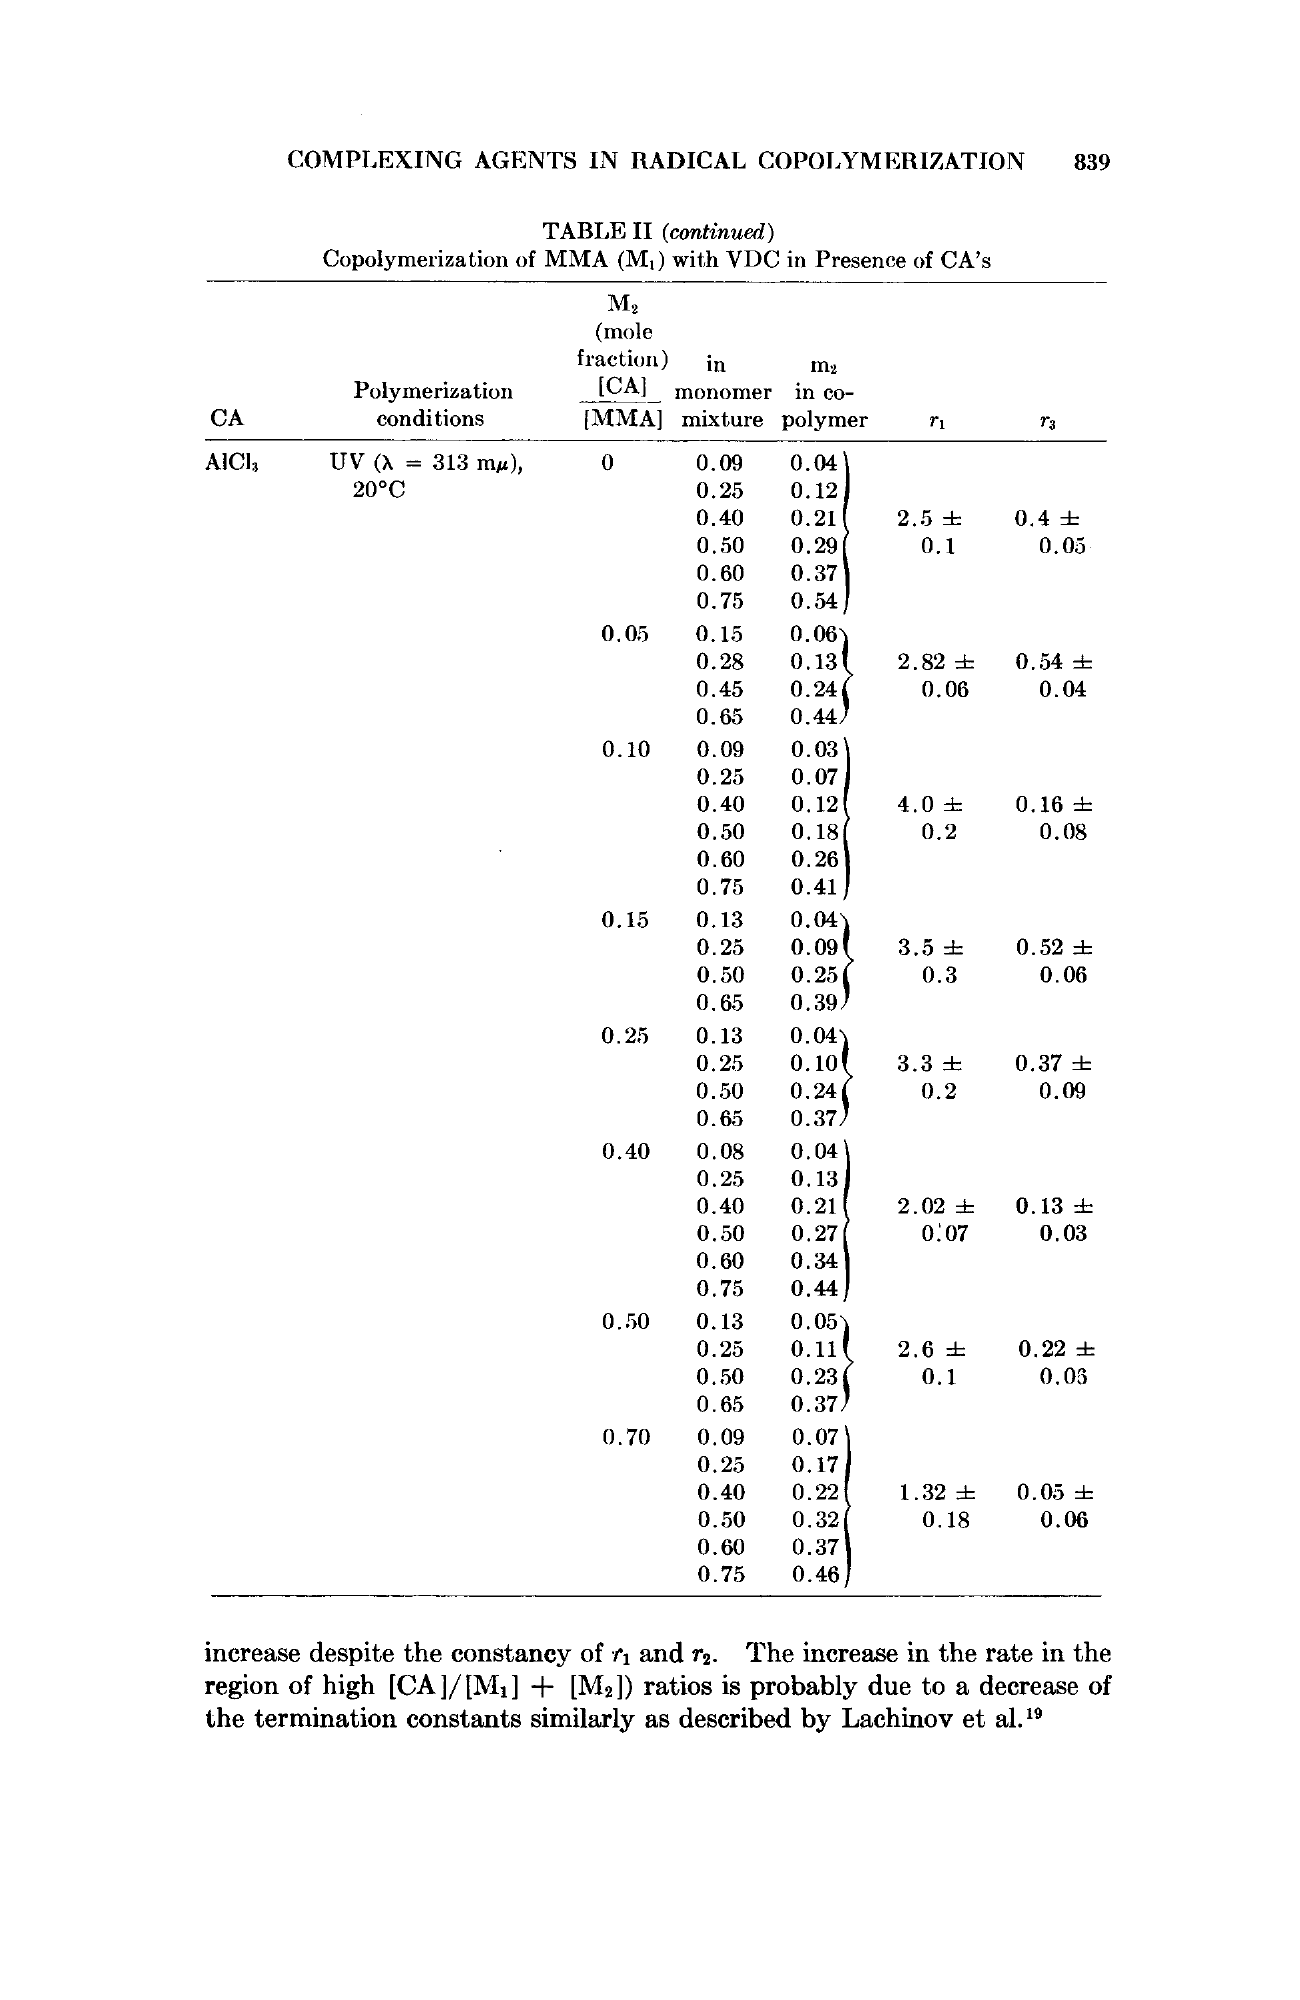 COMPLEXING AGENTS IN RADICAL COPOLYMERIZATION 839
TABLE II (continued)
Copolymerization of MMA (M₁) with VDC in Presence of CA's
M₂
(mole
fraction) in m₂
Polymerization [CA] monomer in co-
CA conditions [MMA] mixture polymer r₁ r₃
AlCl₃ UV (λ = 313 mμ), 0 0.09 0.04
20°C 0.25 0.12
0.40 0.21 2.5 ± 0.4 ±
0.50 0.29 0.1 0.05
0.60 0.37
0.75 0.54
0.05 0.15 0.06
0.28 0.13 2.82 ± 0.54 ±
0.45 0.24 0.06 0.04
0.65 0.44
0.10 0.09 0.03
0.25 0.07
0.40 0.12 4.0 ± 0.16 ±
0.50 0.18 0.2 0.08
0.60 0.26
0.75 0.41
0.15 0.13 0.04
0.25 0.09 3.5 ± 0.52 ±
0.50 0.25 0.3 0.06
0.65 0.39
0.25 0.13 0.04
0.25 0.10 3.3 ± 0.37 ±
0.50 0.24 0.2 0.09
0.65 0.37
0.40 0.08 0.04
0.25 0.13
0.40 0.21 2.02 ± 0.13 ±
0.50 0.27 0.07 0.03
0.60 0.34
0.75 0.44
0.50 0.13 0.05
0.25 0.11 2.6 ± 0.22 ±
0.50 0.23 0.1 0.03
0.65 0.37
0.70 0.09 0.07
0.25 0.17
0.40 0.22 1.32 ± 0.05 ±
0.50 0.32 0.18 0.06
0.60 0.37
0.75 0.46
increase despite the constancy of r₁ and r₂. The increase in the rate in the
region of high [CA]/[M₁] + [M₂]) ratios is probably due to a decrease of
the termination constants similarly as described by Lachinov et al.¹⁹